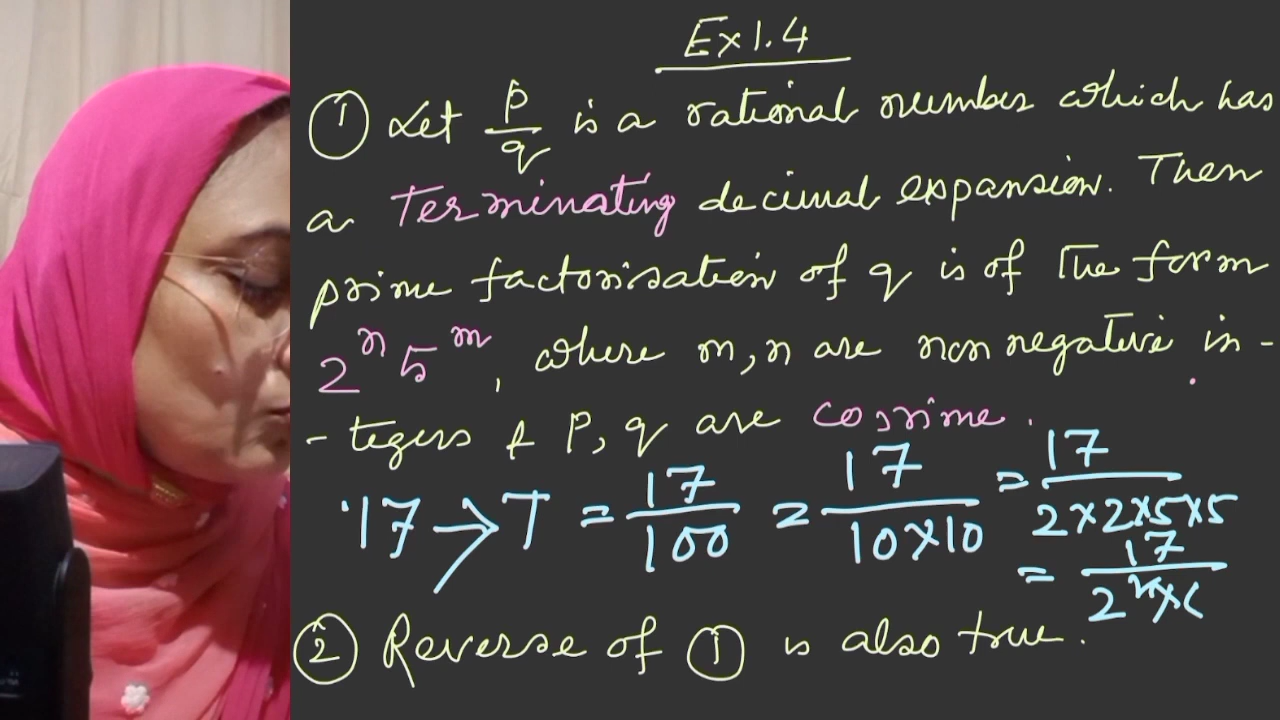 Ex 1.4
① Let p/q is a rational number which has
a Terminating decimal expansion. Then
prime factorisation of q is of the form
2^n 5^m, where m, n are non negative in-
-tegers & P, q are coprime.
.17 → T = 17/100 = 17/10×10 = 17/2×2×5×5
= 17/2^2×
② Reverse of ① is also true.